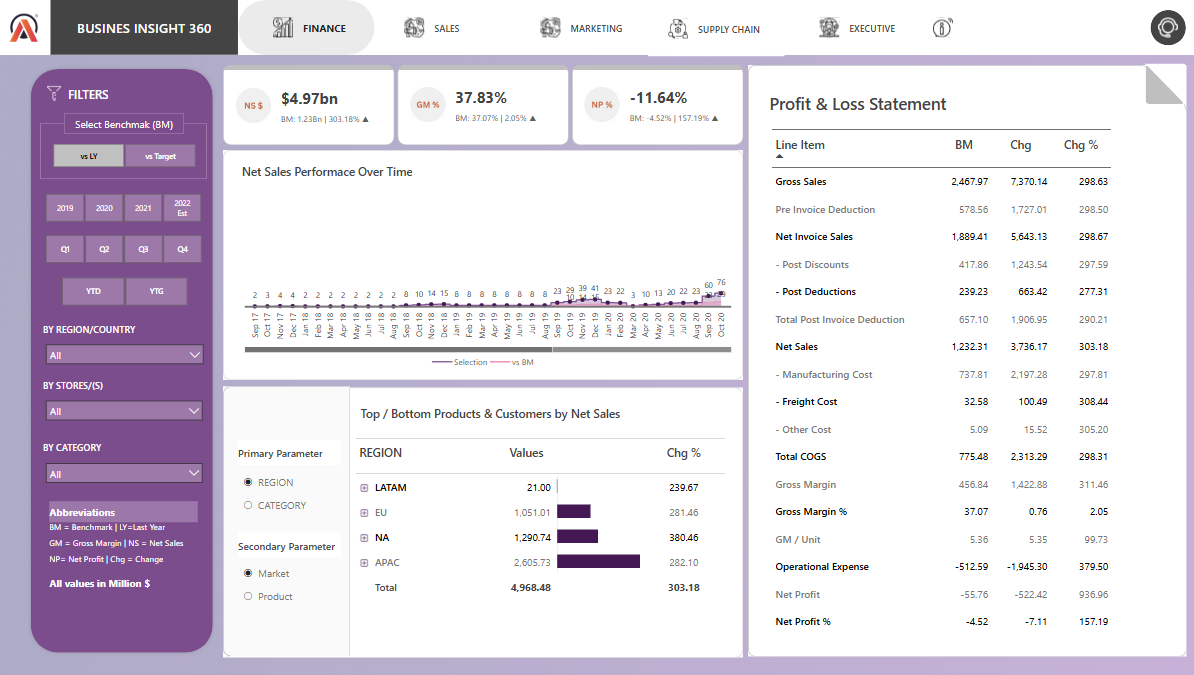 BUSINES INSIGHT 360
FINANCE
SALES
MARKETING
SUPPLY CHAIN
EXECUTIVE
FILTERS
Select Benchmak (BM)
vs LY
vs Target
2019
2020
2021
2022 Est
Q1
Q2
Q3
Q4
YTD
YTG
BY REGION/COUNTRY
All
BY STORES/(S)
All
BY CATEGORY
All
Abbreviations
BM = Benchmark | LY=Last Year
GM = Gross Margin | NS = Net Sales
NP= Net Profit | Chg = Change
All values in Million $
NS $
$4.97bn
BM: 1.23Bn | 303.18% ▲
GM %
37.83%
BM: 37.07% | 2.05% ▲
NP %
-11.64%
BM: -4.52% | 157.19% ▲
Net Sales Performace Over Time
2 3 4 4 2 2 2 2 2 2 2 2 8 10 14 15 8 8 8 8 8 8 8 8 23 29 39 41 23 22 3 10 13 20 22 23 60 76
Sep 17 Oct 17 Nov 17 Dec 17 Jan 18 Feb 18 Mar 18 Apr 18 May 18 Jun 18 Jul 18 Aug 18 Sep 18 Oct 18 Nov 18 Dec 18 Jan 19 Feb 19 Mar 19 Apr 19 May 19 Jun 19 Jul 19 Aug 19 Sep 19 Oct 19 Nov 19 Dec 19 Jan 20 Feb 20 Mar 20 Apr 20 May 20 Jun 20 Jul 20 Aug 20 Sep 20 Oct 20
Selection vs BM
Primary Parameter
REGION
CATEGORY
Secondary Parameter
Market
Product
Top / Bottom Products & Customers by Net Sales
REGION Values Chg %
LATAM 21.00 239.67
EU 1,051.01 281.46
NA 1,290.74 380.46
APAC 2,605.73 282.10
Total 4,968.48 303.18
Profit & Loss Statement
Line Item BM Chg Chg %
Gross Sales 2,467.97 7,370.14 298.63
Pre Invoice Deduction 578.56 1,727.01 298.50
Net Invoice Sales 1,889.41 5,643.13 298.67
- Post Discounts 417.86 1,243.54 297.59
- Post Deductions 239.23 663.42 277.31
Total Post Invoice Deduction 657.10 1,906.95 290.21
Net Sales 1,232.31 3,736.17 303.18
- Manufacturing Cost 737.81 2,197.28 297.81
- Freight Cost 32.58 100.49 308.44
- Other Cost 5.09 15.52 305.20
Total COGS 775.48 2,313.29 298.31
Gross Margin 456.84 1,422.88 311.46
Gross Margin % 37.07 0.76 2.05
GM / Unit 5.36 5.35 99.73
Operational Expense -512.59 -1,945.30 379.50
Net Profit -55.76 -522.42 936.96
Net Profit % -4.52 -7.11 157.19